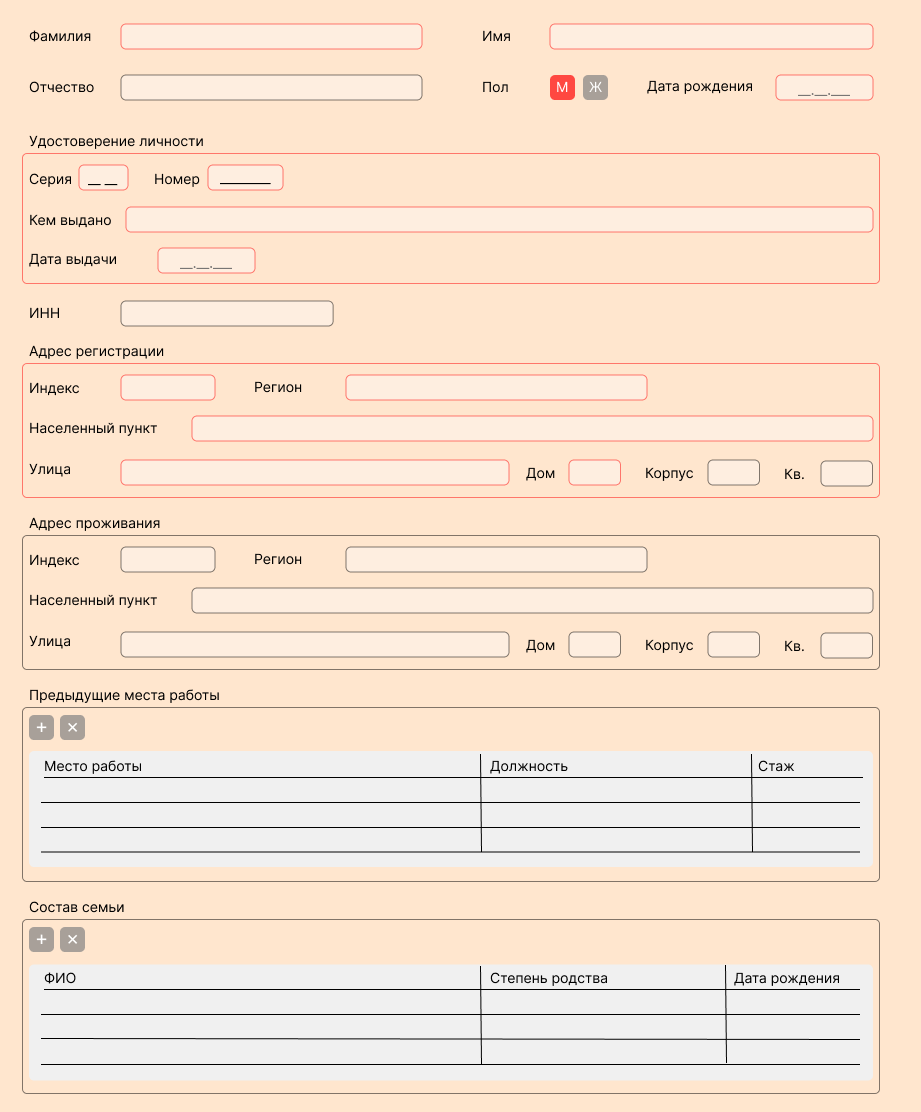 Фамилия Имя
Отчество Пол М Ж Дата рождения __.__.___
Удостоверение личности
Серия __ __ Номер ________
Кем выдано
Дата выдачи __.__.___
ИНН
Адрес регистрации
Индекс Регион
Населенный пункт
Улица Дом Корпус Кв.
Адрес проживания
Индекс Регион
Населенный пункт
Улица Дом Корпус Кв.
Предыдущие места работы
+ ×
Место работы Должность Стаж
Состав семьи
+ ×
ФИО Степень родства Дата рождения